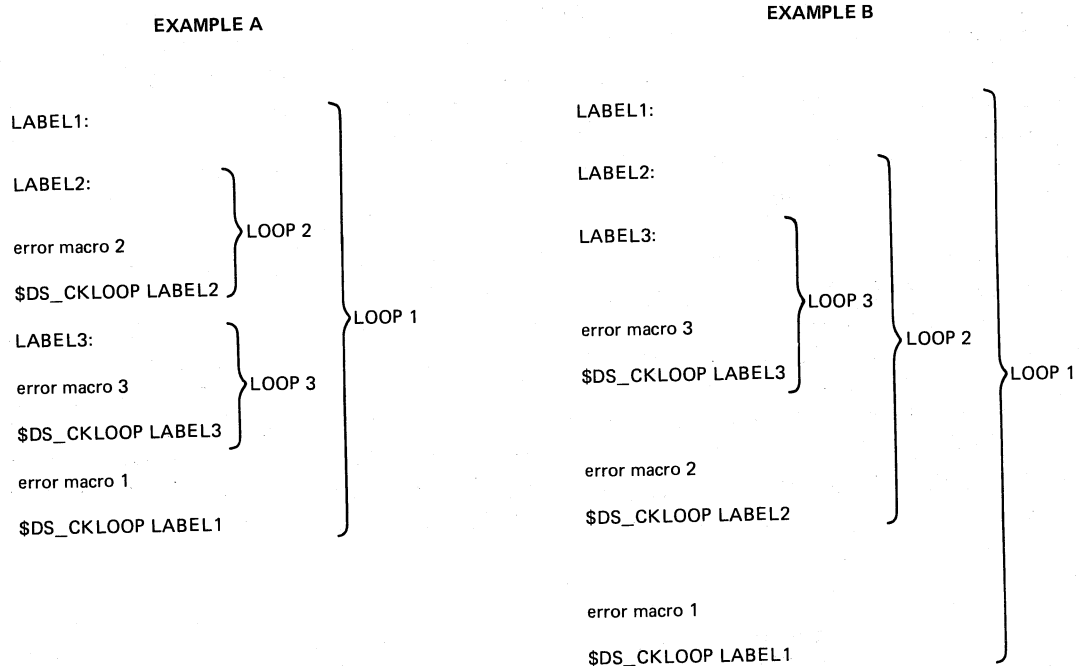 EXAMPLE A
LABEL1:
LABEL2:
LOOP 2
error macro 2
$DS_CKLOOP LABEL2
LOOP 1
LABEL3:
error macro 3
LOOP 3
$DS_CKLOOP LABEL3
error macro 1
$DS_CKLOOP LABEL1
EXAMPLE B
LABEL1:
LABEL2:
LABEL3:
LOOP 3
error macro 3
LOOP 2
$DS_CKLOOP LABEL3
LOOP 1
error macro 2
$DS_CKLOOP LABEL2
error macro 1
$DS_CKLOOP LABEL1